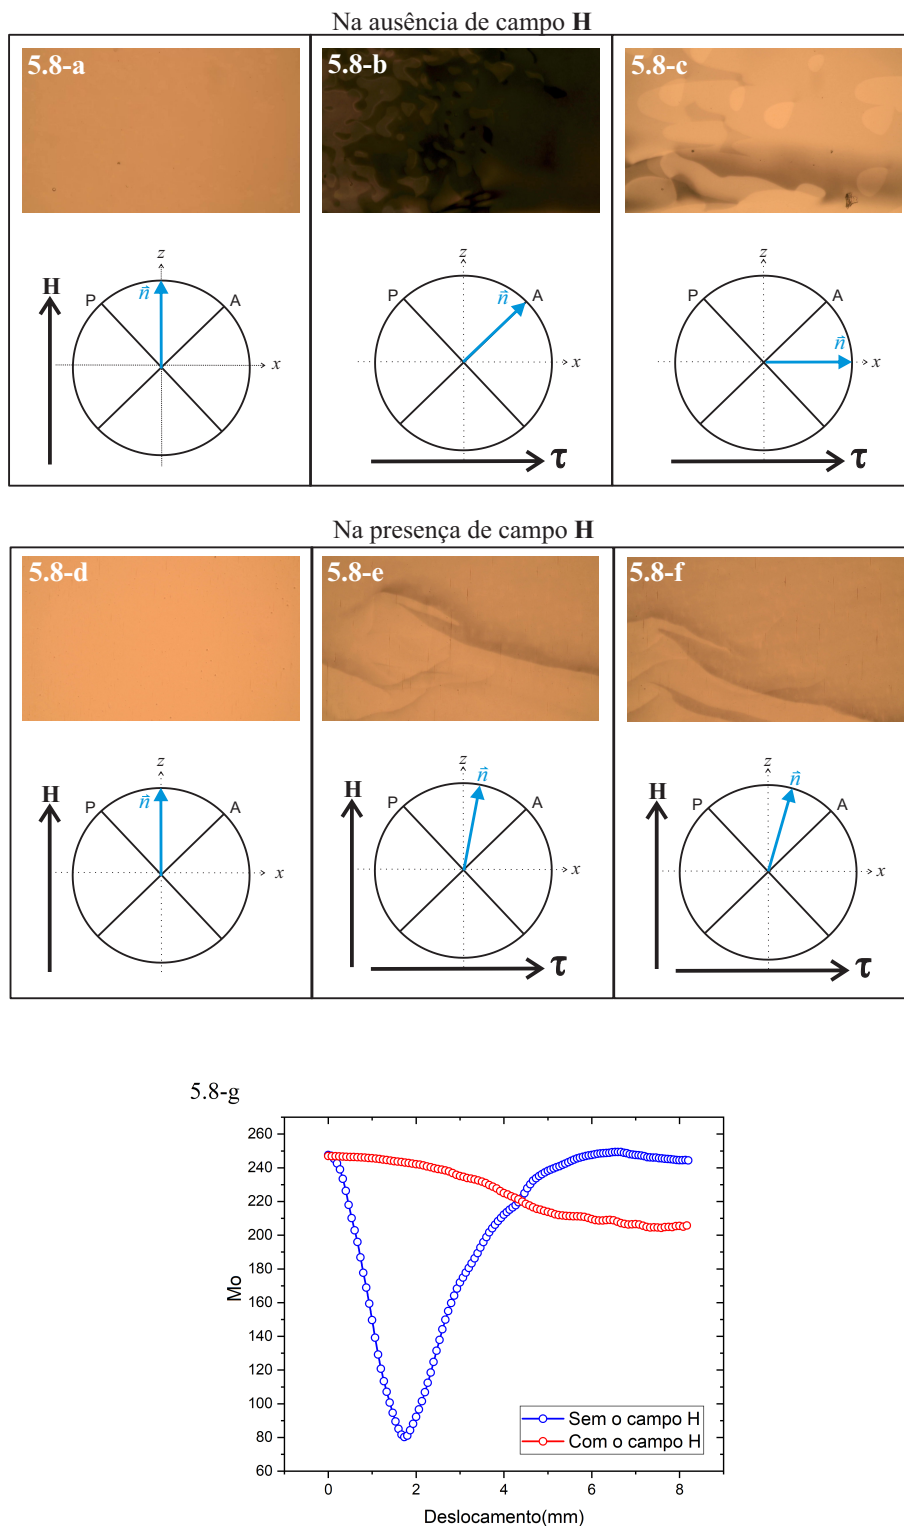 Na ausência de campo H
5.8-a
5.8-b
5.8-c
H
z
P
n⃗
A
x
z
P
n⃗
A
x
τ
z
P
A
n⃗
x
τ
Na presença de campo H
5.8-d
5.8-e
5.8-f
H
z
P
n⃗
A
x
H
z
P
n⃗
A
x
τ
H
z
P
n⃗
A
x
τ
5.8-g
260
240
220
200
180
160
140
120
100
80
60
Mo
Sem o campo H
Com o campo H
0 2 4 6 8
Deslocamento(mm)